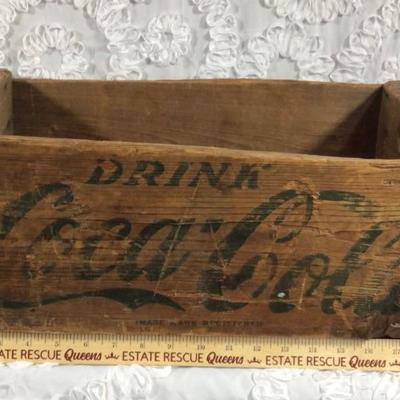 DRINK
Coca-Cola
TRADE MARK REGISTERED
ESTATE RESCUE Queens ESTATE RESCUE Queens ESTATE RESCUE Queens